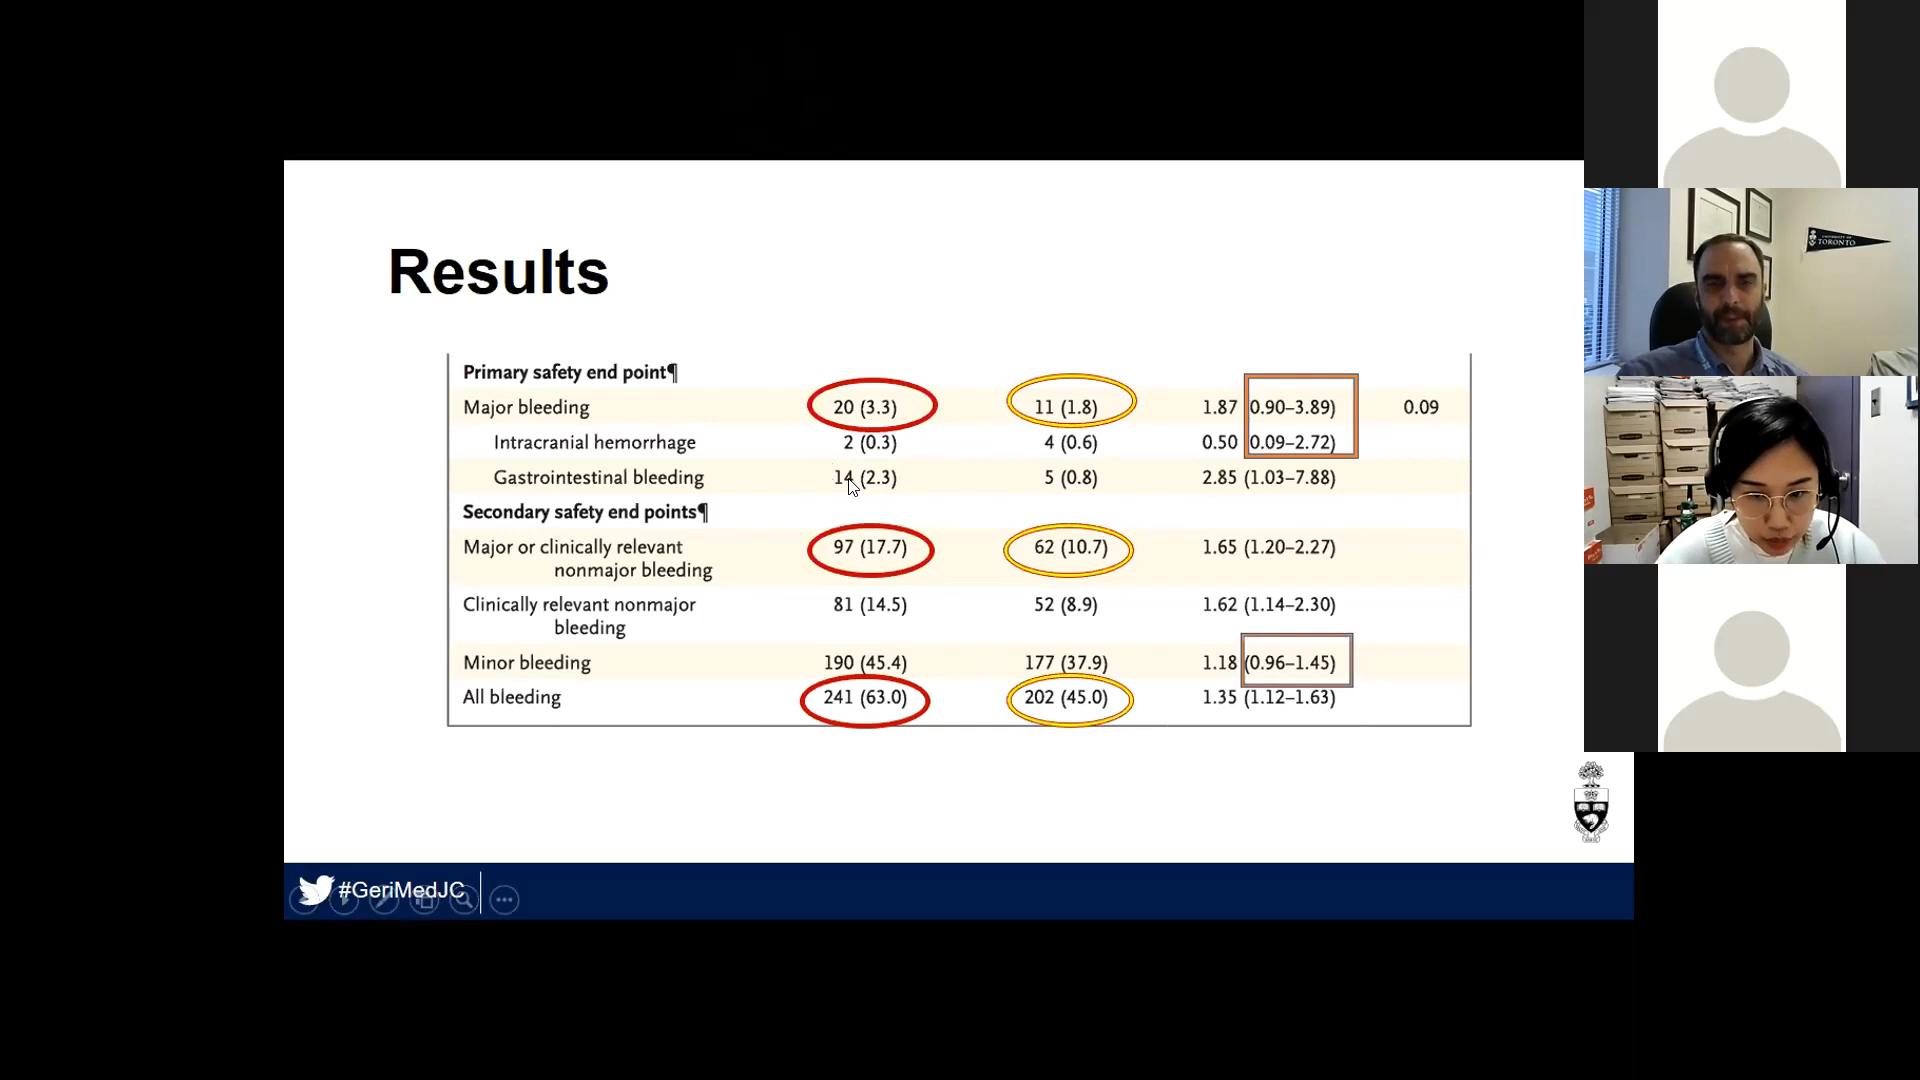 Results
Primary safety end point¶
Major bleeding 20 (3.3) 11 (1.8) 1.87 (0.90–3.89) 0.09
Intracranial hemorrhage 2 (0.3) 4 (0.6) 0.50 (0.09–2.72)
Gastrointestinal bleeding 14 (2.3) 5 (0.8) 2.85 (1.03–7.88)
Secondary safety end points¶
Major or clinically relevant
nonmajor bleeding 97 (17.7) 62 (10.7) 1.65 (1.20–2.27)
Clinically relevant nonmajor
bleeding 81 (14.5) 52 (8.9) 1.62 (1.14–2.30)
Minor bleeding 190 (45.4) 177 (37.9) 1.18 (0.96–1.45)
All bleeding 241 (63.0) 202 (45.0) 1.35 (1.12–1.63)
#GeriMedJC
UNIVERSITY OF
TORONTO